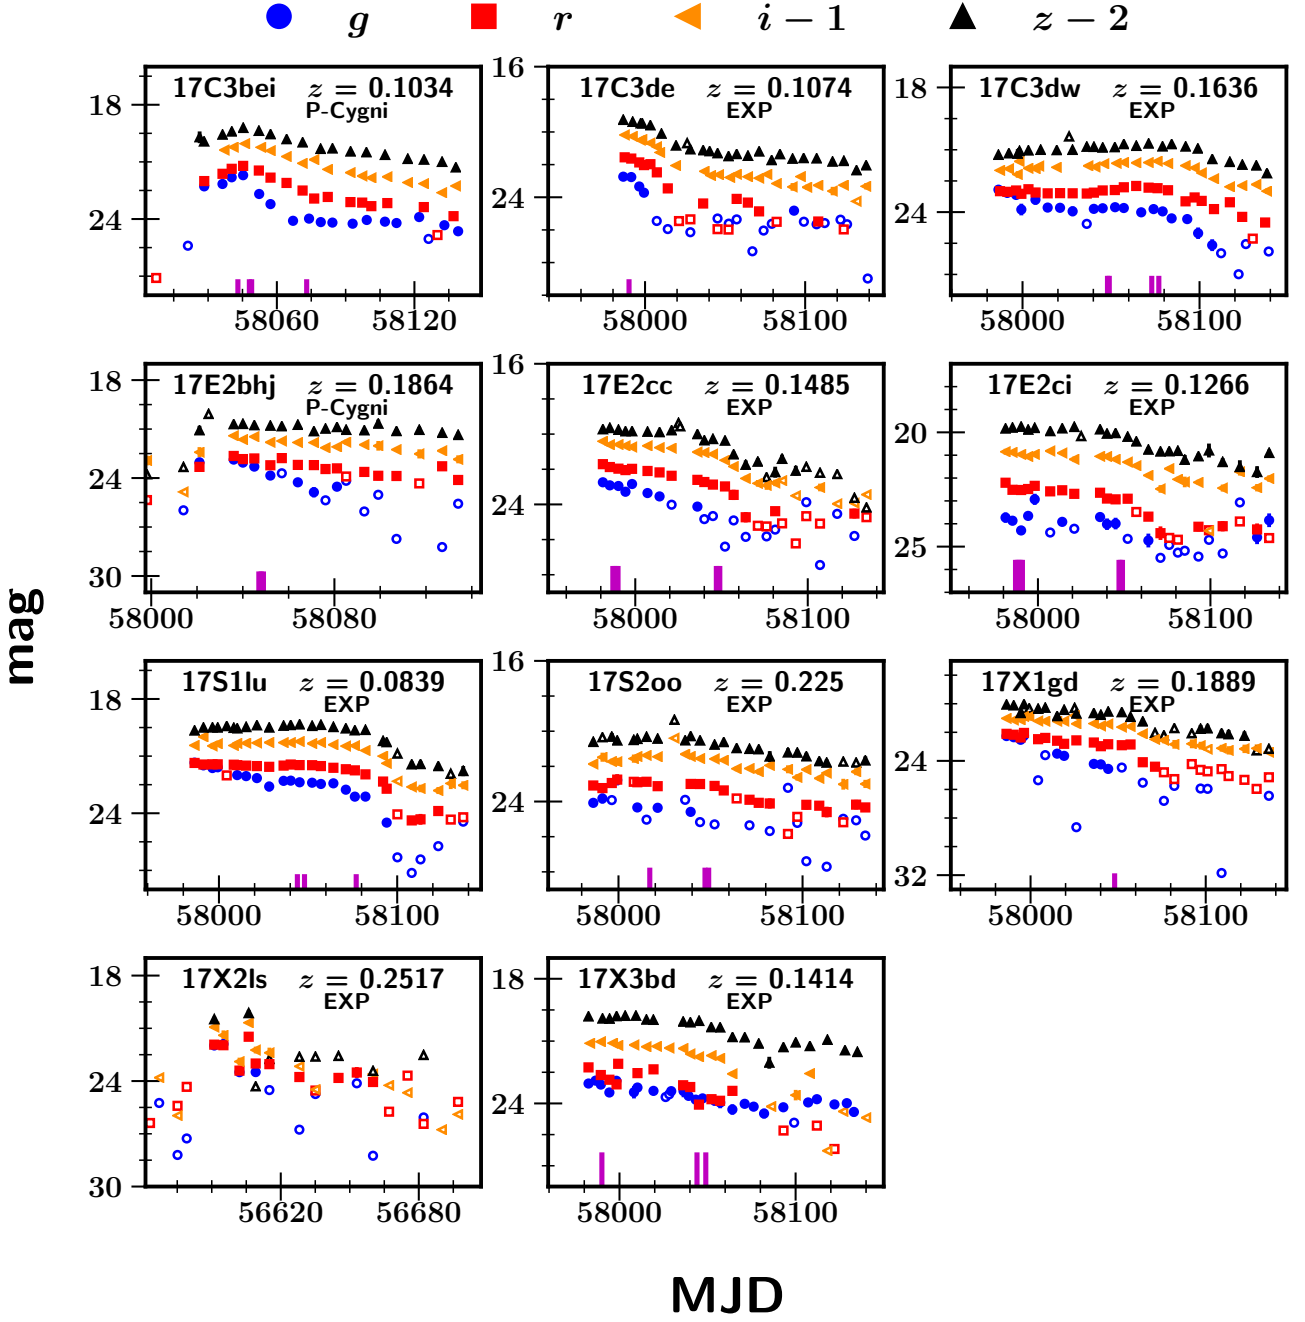 g r i − 1 z − 2
17C3bei z = 0.1034
P-Cygni
18
24
58060 58120
17C3de z = 0.1074
EXP
16
24
58000 58100
17C3dw z = 0.1636
EXP
18
24
58000 58100
17E2bhj z = 0.1864
P-Cygni
18
24
30
58000 58080
17E2cc z = 0.1485
EXP
16
24
58000 58100
17E2ci z = 0.1266
EXP
20
25
58000 58100
17S1lu z = 0.0839
EXP
18
24
58000 58100
17S2oo z = 0.225
EXP
16
24
58000 58100
17X1gd z = 0.1889
EXP
24
32
58000 58100
17X2ls z = 0.2517
EXP
18
24
30
56620 56680
17X3bd z = 0.1414
EXP
18
24
58000 58100
mag
MJD